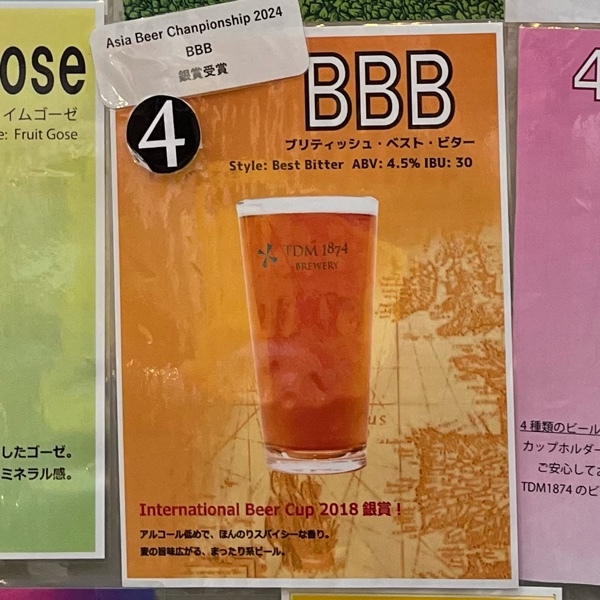 ose
イムゴーゼ
e: Fruit Gose
したゴーゼ。
ミネラル感。
Asia Beer Chanpionship 2024
BBB
銀賞受賞
4
BBB
ブリティッシュ・ベスト・ビター
Style: Best Bitter ABV: 4.5% IBU: 30
TDM 1874
BREWERY
International Beer Cup 2018 銀賞！
アルコール低めで、ほんのりスパイシーな香り。
麦の旨味広がる、まったり系ビール。
4
4種類のビール
カップホルダー
ご安心してお
TDM1874 のビ